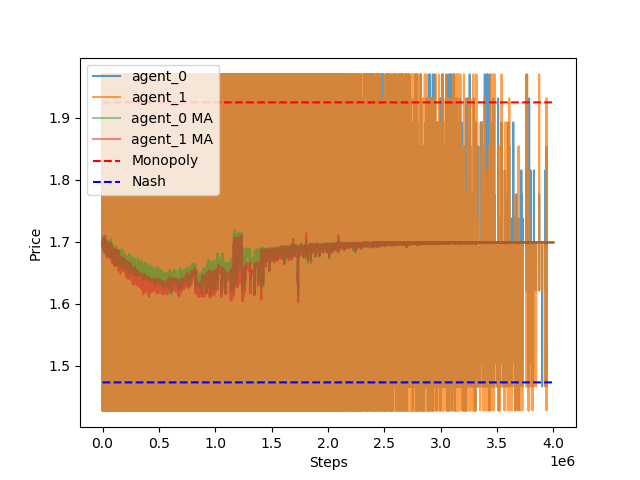 agent_0
agent_1
agent_0 MA
agent_1 MA
Monopoly
Nash
Price
1.9
1.8
1.7
1.6
1.5
0.0 0.5 1.0 1.5 2.0 2.5 3.0 3.5 4.0
Steps 1e6